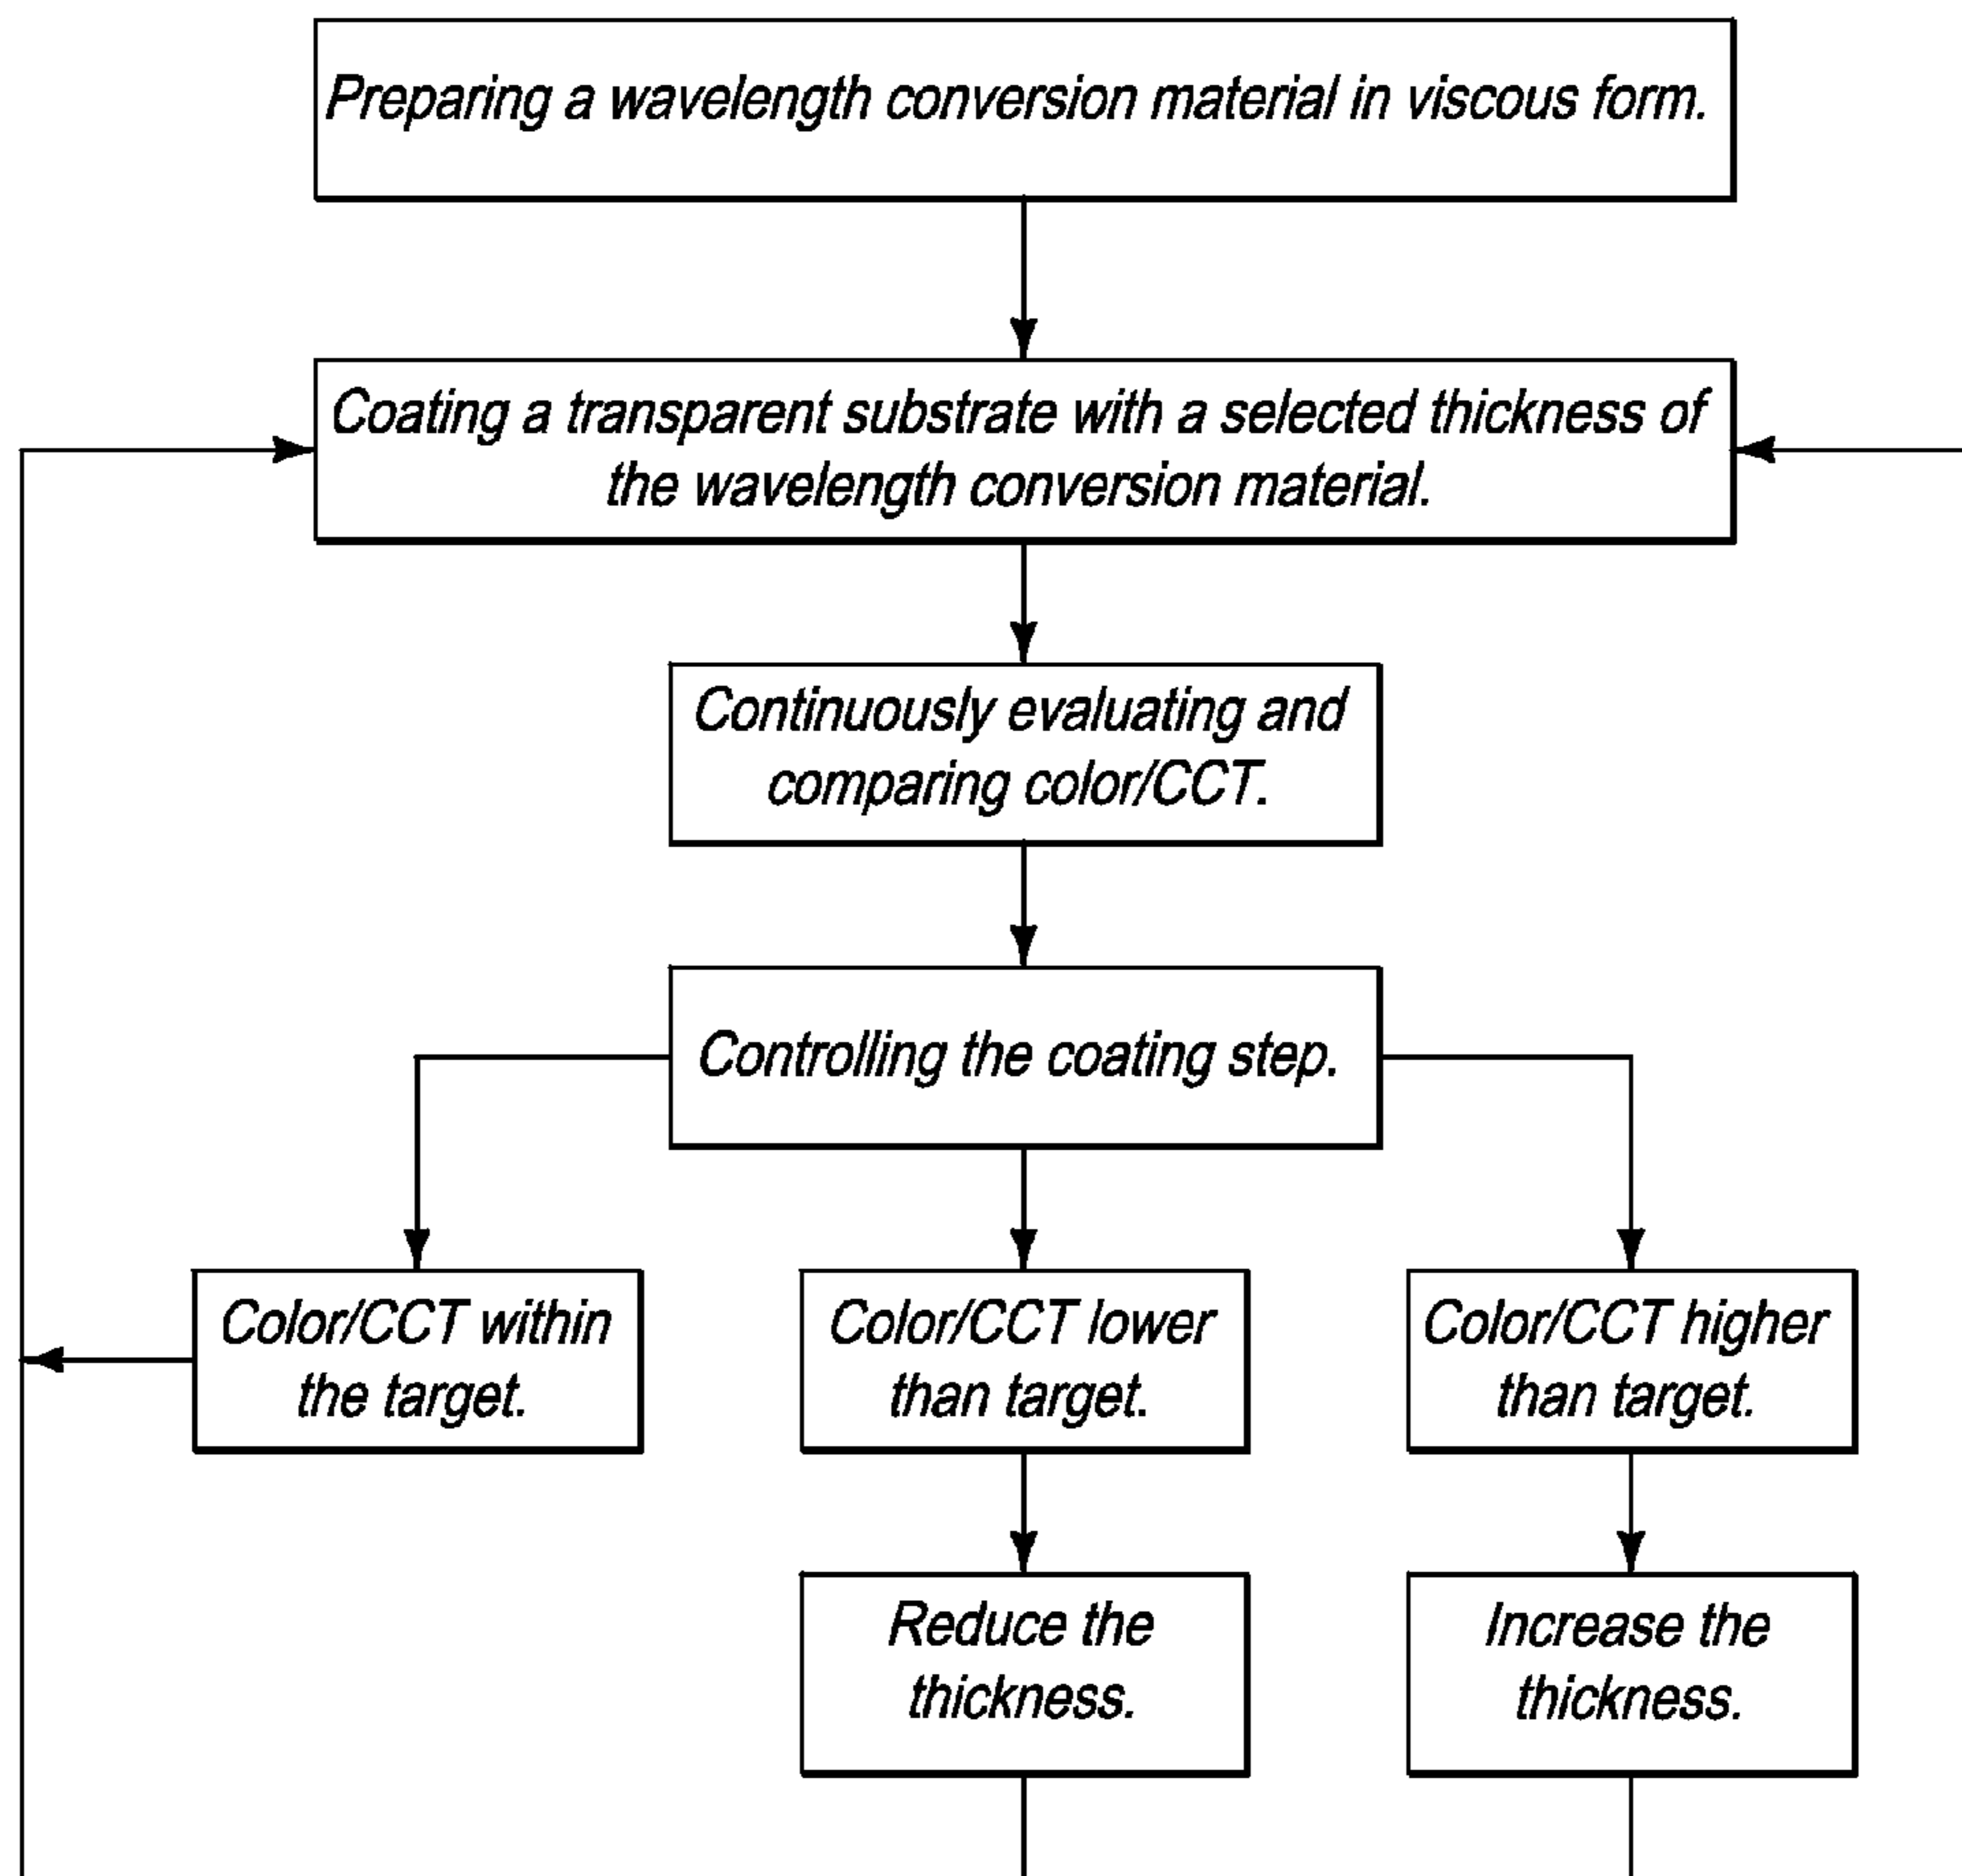 Preparing a wavelength conversion material in viscous form.
Coating a transparent substrate with a selected thickness of
the wavelength conversion material.
Continuously evaluating and
comparing color/CCT.
Controlling the coating step.
Color/CCT within
the target.
Color/CCT lower
than target.
Color/CCT higher
than target.
Reduce the
thickness.
Increase the
thickness.